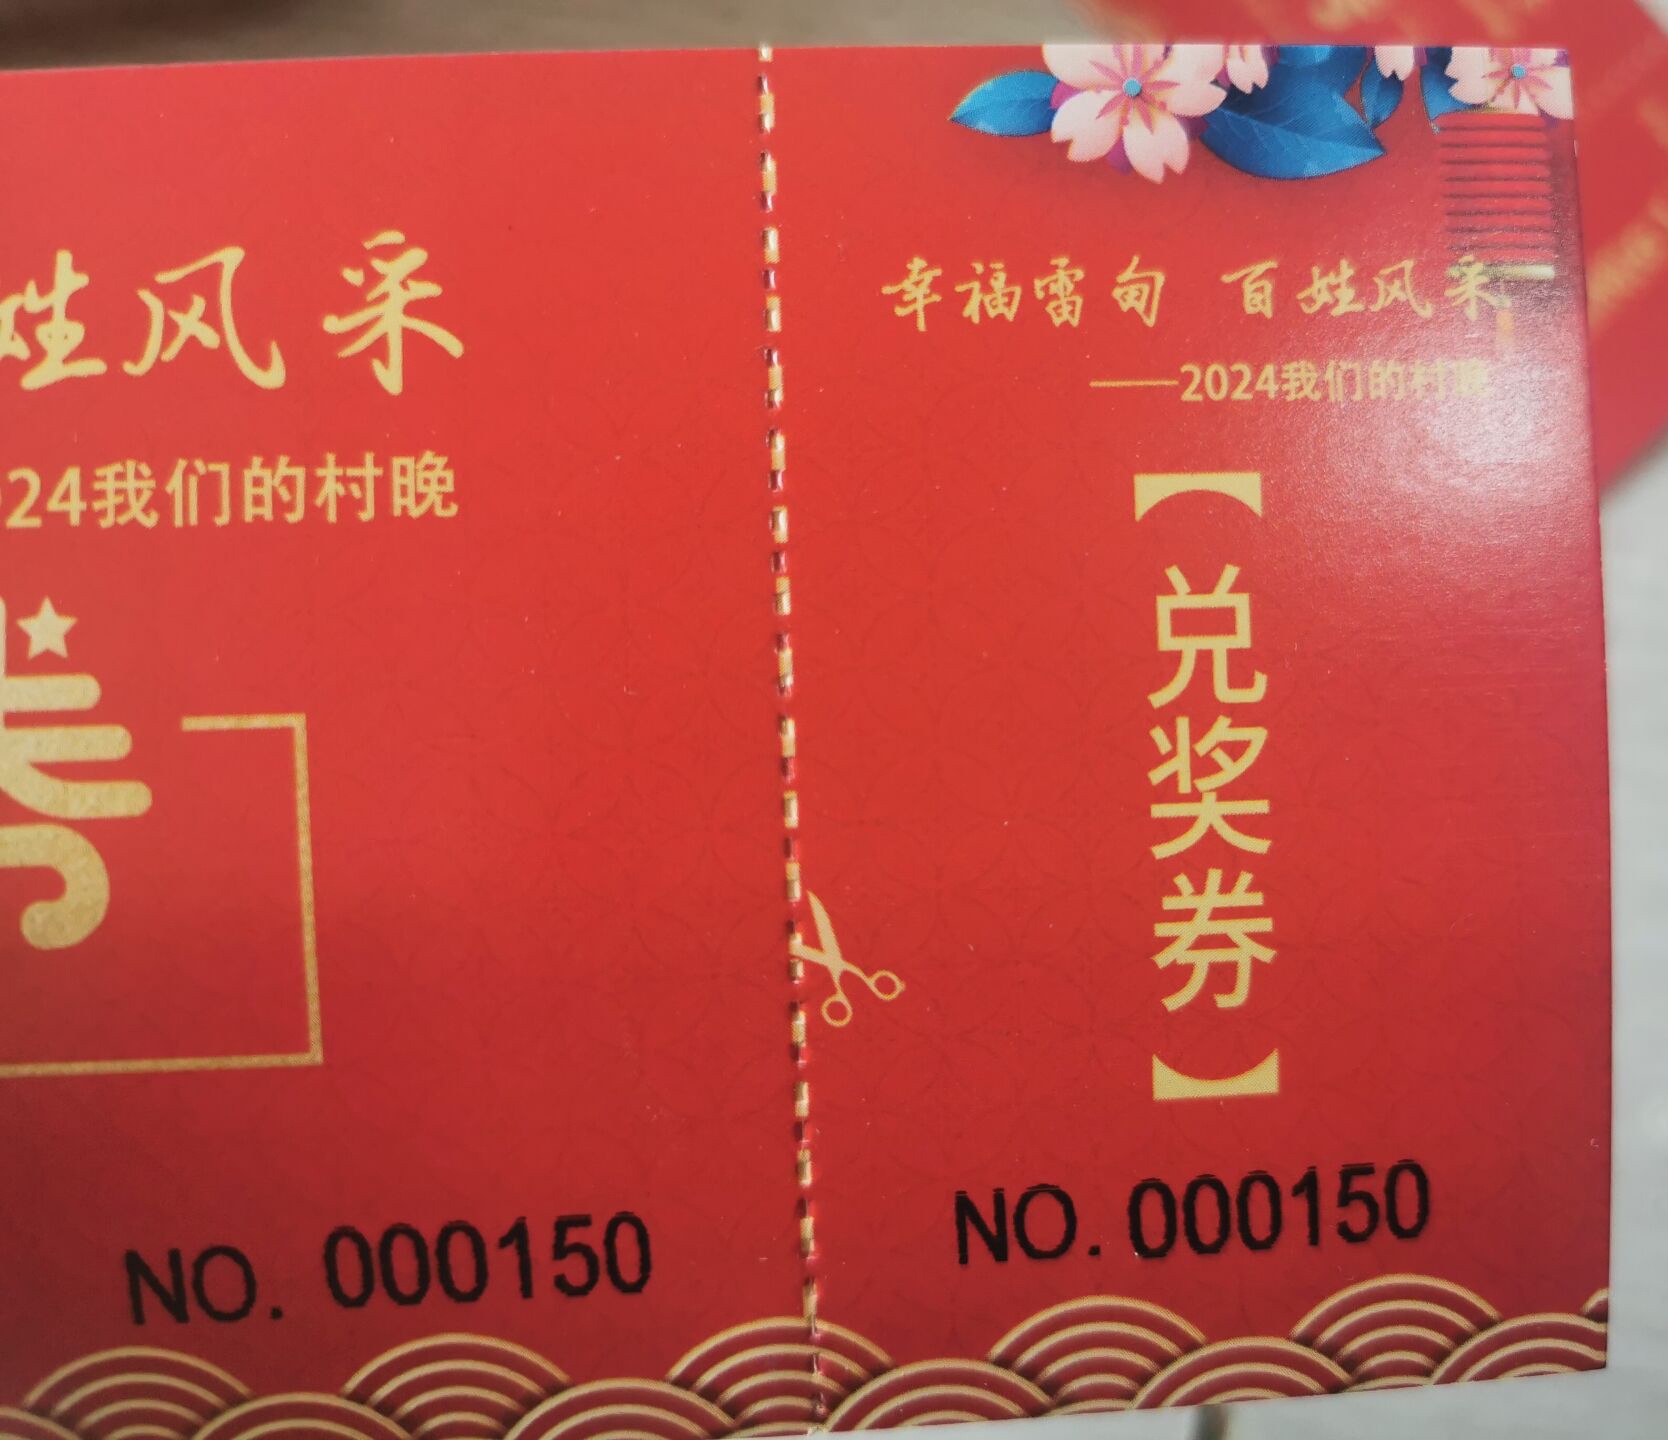 姓风采
024我们的村晚
NO. 000150
幸福雷甸 百姓风采
——2024我们的村晚
【兑奖券】
NO. 000150